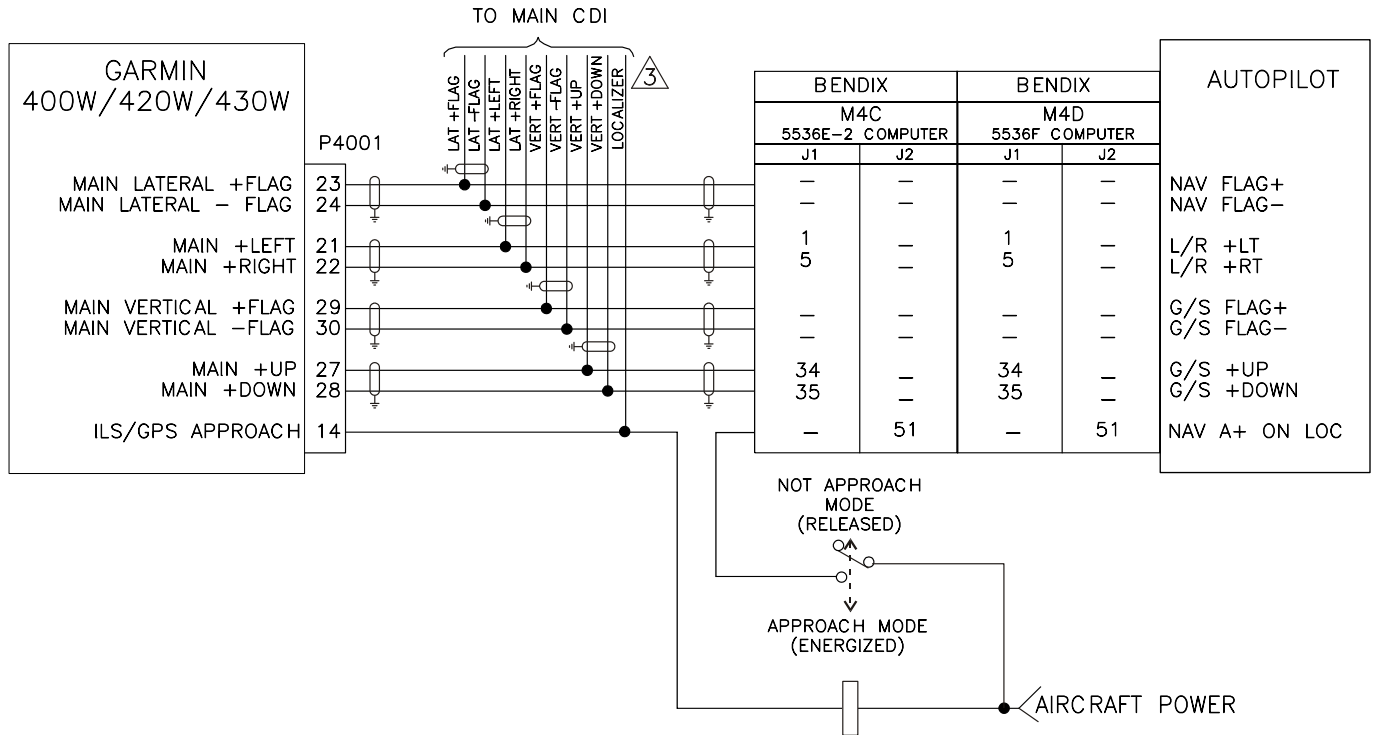 TO MAIN CDI
GARMIN
400W/420W/430W
P4001
LAT +FLAG
LAT -FLAG
LAT +LEFT
LAT +RIGHT
VERT +FLAG
VERT -FLAG
VERT +UP
VERT +DOWN
LOCALIZER
3
BENDIX BENDIX
M4C M4D
5536E-2 COMPUTER 5536F COMPUTER
J1 J2 J1 J2
AUTOPILOT
MAIN LATERAL +FLAG 23 — — — — NAV FLAG+
MAIN LATERAL - FLAG 24 — — — — NAV FLAG-
MAIN +LEFT 21 1 — 1 — L/R +LT
MAIN +RIGHT 22 5 — 5 — L/R +RT
MAIN VERTICAL +FLAG 29 — — — — G/S FLAG+
MAIN VERTICAL -FLAG 30 — — — — G/S FLAG-
MAIN +UP 27 34 — 34 — G/S +UP
MAIN +DOWN 28 35 — 35 — G/S +DOWN
ILS/GPS APPROACH 14 — 51 — 51 NAV A+ ON LOC
NOT APPROACH
MODE
(RELEASED)
APPROACH MODE
(ENERGIZED)
AIRCRAFT POWER